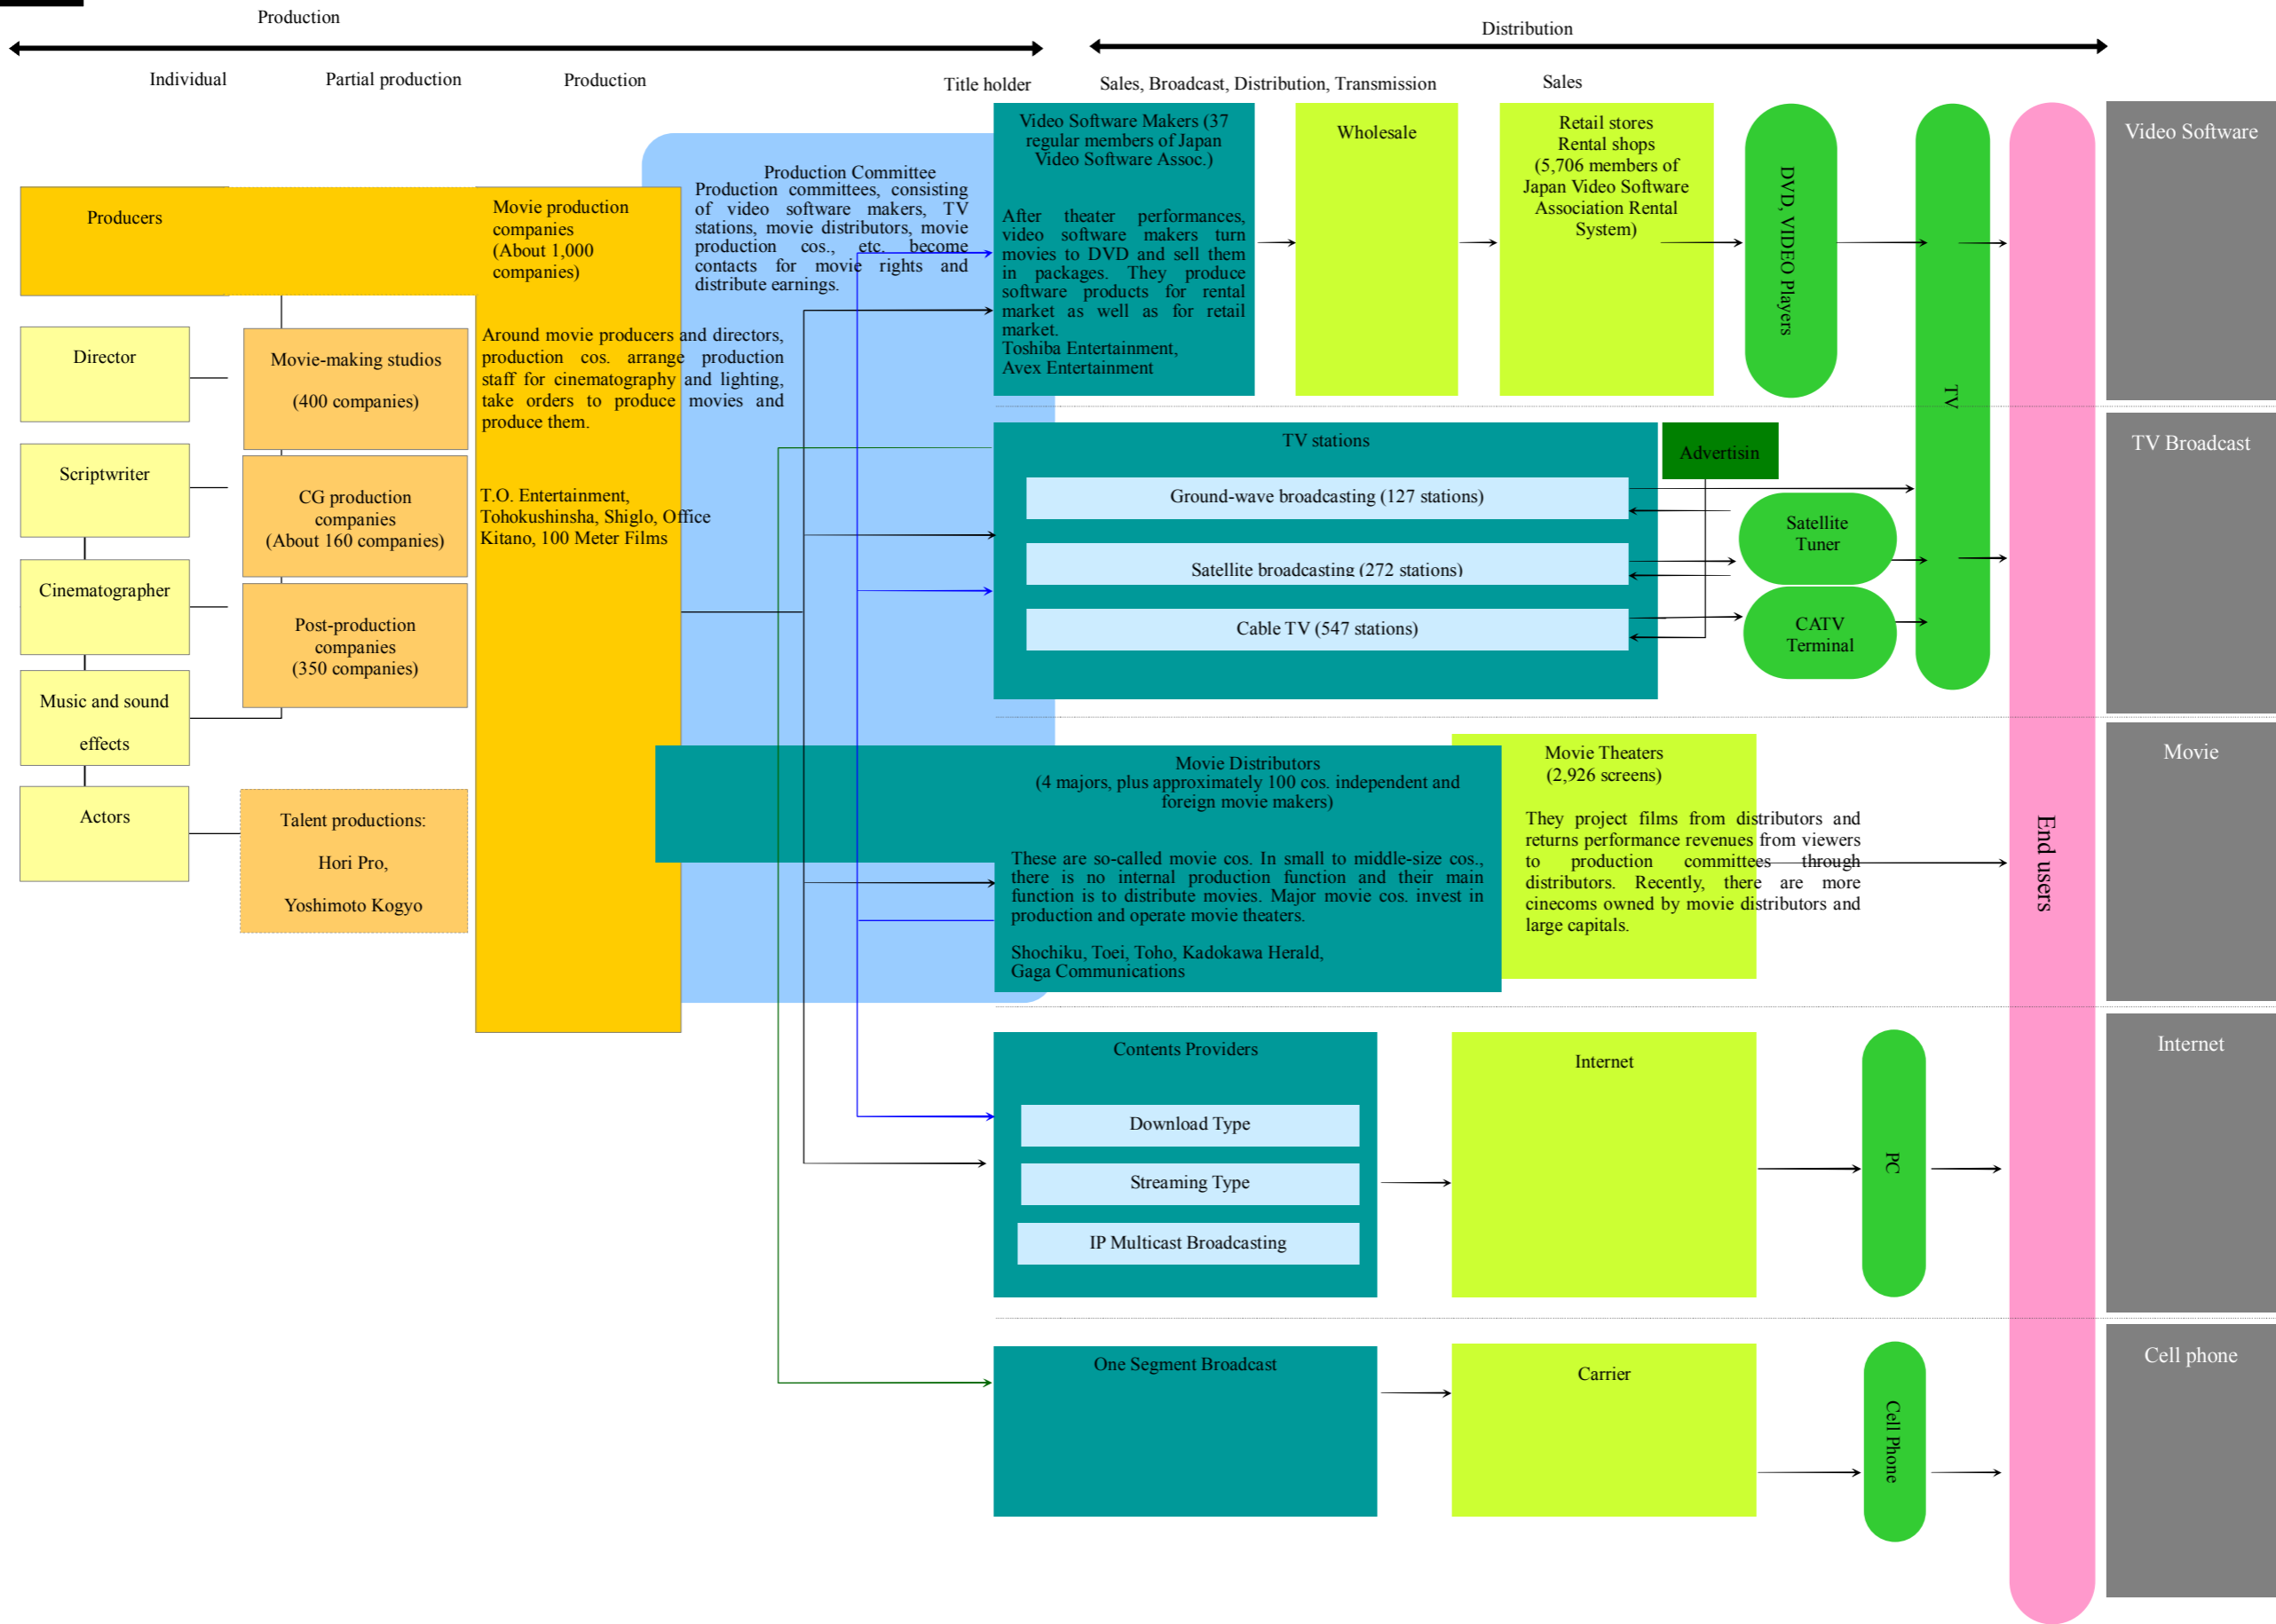 Production
Distribution
Individual
Partial production
Production
Title holder
Sales, Broadcast, Distribution, Transmission
Sales
Producers
Director
Scriptwriter
Cinematographer
Music and sound
effects
Actors
Movie-making studios
(400 companies)
CG production
companies
(About 160 companies)
Post-production
companies
(350 companies)
Talent productions:
Hori Pro,
Yoshimoto Kogyo
Movie production
companies
(About 1,000
companies)
Around movie producers and directors,
production cos. arrange production
staff for cinematography and lighting,
take orders to produce movies and
produce them.
T.O. Entertainment,
Tohokushinsha, Shiglo, Office
Kitano, 100 Meter Films
Production Committee
Production committees, consisting
of video software makers, TV
stations, movie distributors, movie
production cos., etc. become
contacts for movie rights and
distribute earnings.
Video Software Makers (37
regular members of Japan
Video Software Assoc.)
After theater performances,
video software makers turn
movies to DVD and sell them
in packages. They produce
software products for rental
market as well as for retail
market.
Toshiba Entertainment,
Avex Entertainment
Wholesale
Retail stores
Rental shops
(5,706 members of
Japan Video Software
Association Rental
System)
DVD, VIDEO Players
TV
Video Software
TV stations
Ground-wave broadcasting (127 stations)
Satellite broadcasting (272 stations)
Cable TV (547 stations)
Advertisin
Satellite
Tuner
CATV
Terminal
TV Broadcast
Movie Distributors
(4 majors, plus approximately 100 cos. independent and
foreign movie makers)
These are so-called movie cos. In small to middle-size cos.,
there is no internal production function and their main
function is to distribute movies. Major movie cos. invest in
production and operate movie theaters.
Shochiku, Toei, Toho, Kadokawa Herald,
Gaga Communications
Movie Theaters
(2,926 screens)
They project films from distributors and
returns performance revenues from viewers
to production committees through
distributors. Recently, there are more
cinecoms owned by movie distributors and
large capitals.
End users
Movie
Contents Providers
Download Type
Streaming Type
IP Multicast Broadcasting
Internet
PC
Internet
One Segment Broadcast
Carrier
Cell Phone
Cell phone